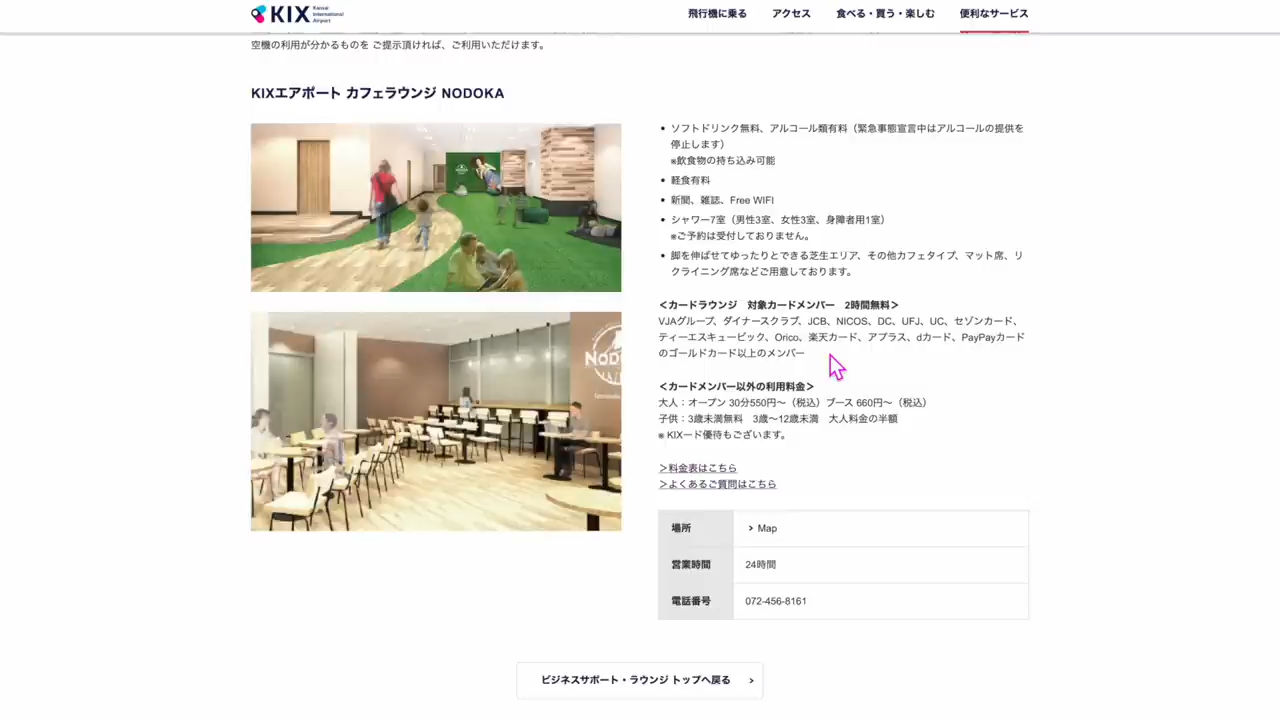 KIX Kansai International Airport
飛行機に乗る アクセス 食べる・買う・楽しむ 便利なサービス
空機の利用が分かるものを ご提示頂ければ、ご利用いただけます。
KIXエアポート カフェラウンジ NODOKA
• ソフトドリンク無料、アルコール類有料（緊急事態宣言中はアルコールの提供を
停止します）
※飲食物の持ち込み可能
• 軽食有料
• 新聞、雑誌、Free WIFI
• シャワー7室（男性3室、女性3室、身障者用1室）
※ご予約は受付しておりません。
• 脚を伸ばせてゆったりとできる芝生エリア、その他カフェタイプ、マット席、リ
クライニング席などご用意しております。
＜カードラウンジ 対象カードメンバー 2時間無料＞
VJAグループ、ダイナースクラブ、JCB、NICOS、DC、UFJ、UC、セゾンカード、
ティーエスキュービック、Orico、楽天カード、アプラス、dカード、PayPayカード
のゴールドカード以上のメンバー
＜カードメンバー以外の利用料金＞
大人：オープン 30分550円〜（税込）ブース 660円〜（税込）
子供：3歳未満無料 3歳〜12歳未満 大人料金の半額
※ KIXード優待もございます。
＞料金表はこちら
＞よくあるご質問はこちら
場所 > Map
営業時間 24時間
電話番号 072-456-8161
NODO
ビジネスサポート・ラウンジ トップへ戻る >